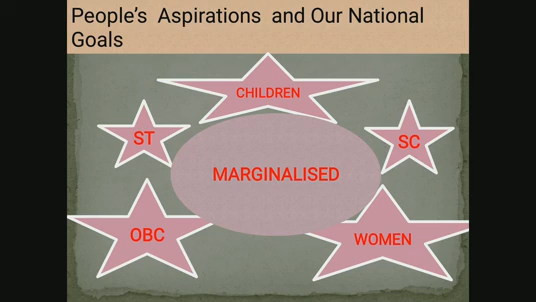 People’s Aspirations and Our National
Goals
CHILDREN
ST
SC
MARGINALISED
OBC
WOMEN